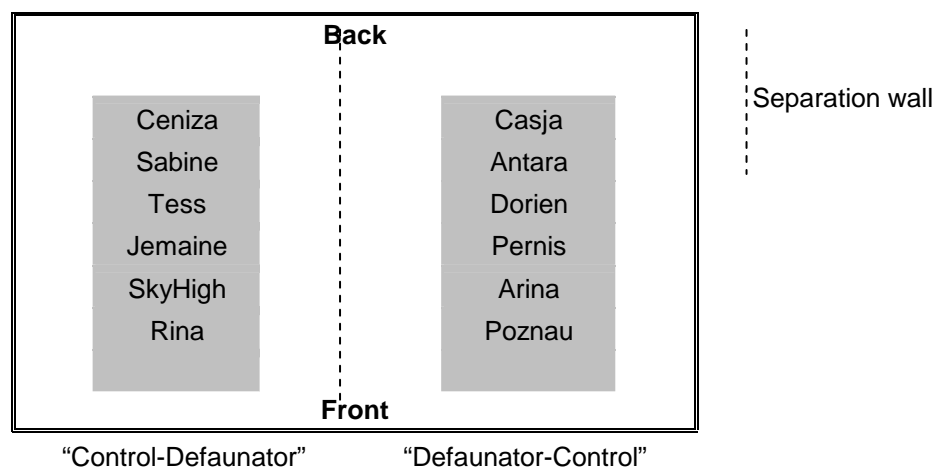 Back
Separation wall
Ceniza
Casja
Sabine
Antara
Tess
Dorien
Jemaine
Pernis
SkyHigh
Arina
Rina
Poznau
Front
“Control-Defaunator”
“Defaunator-Control”